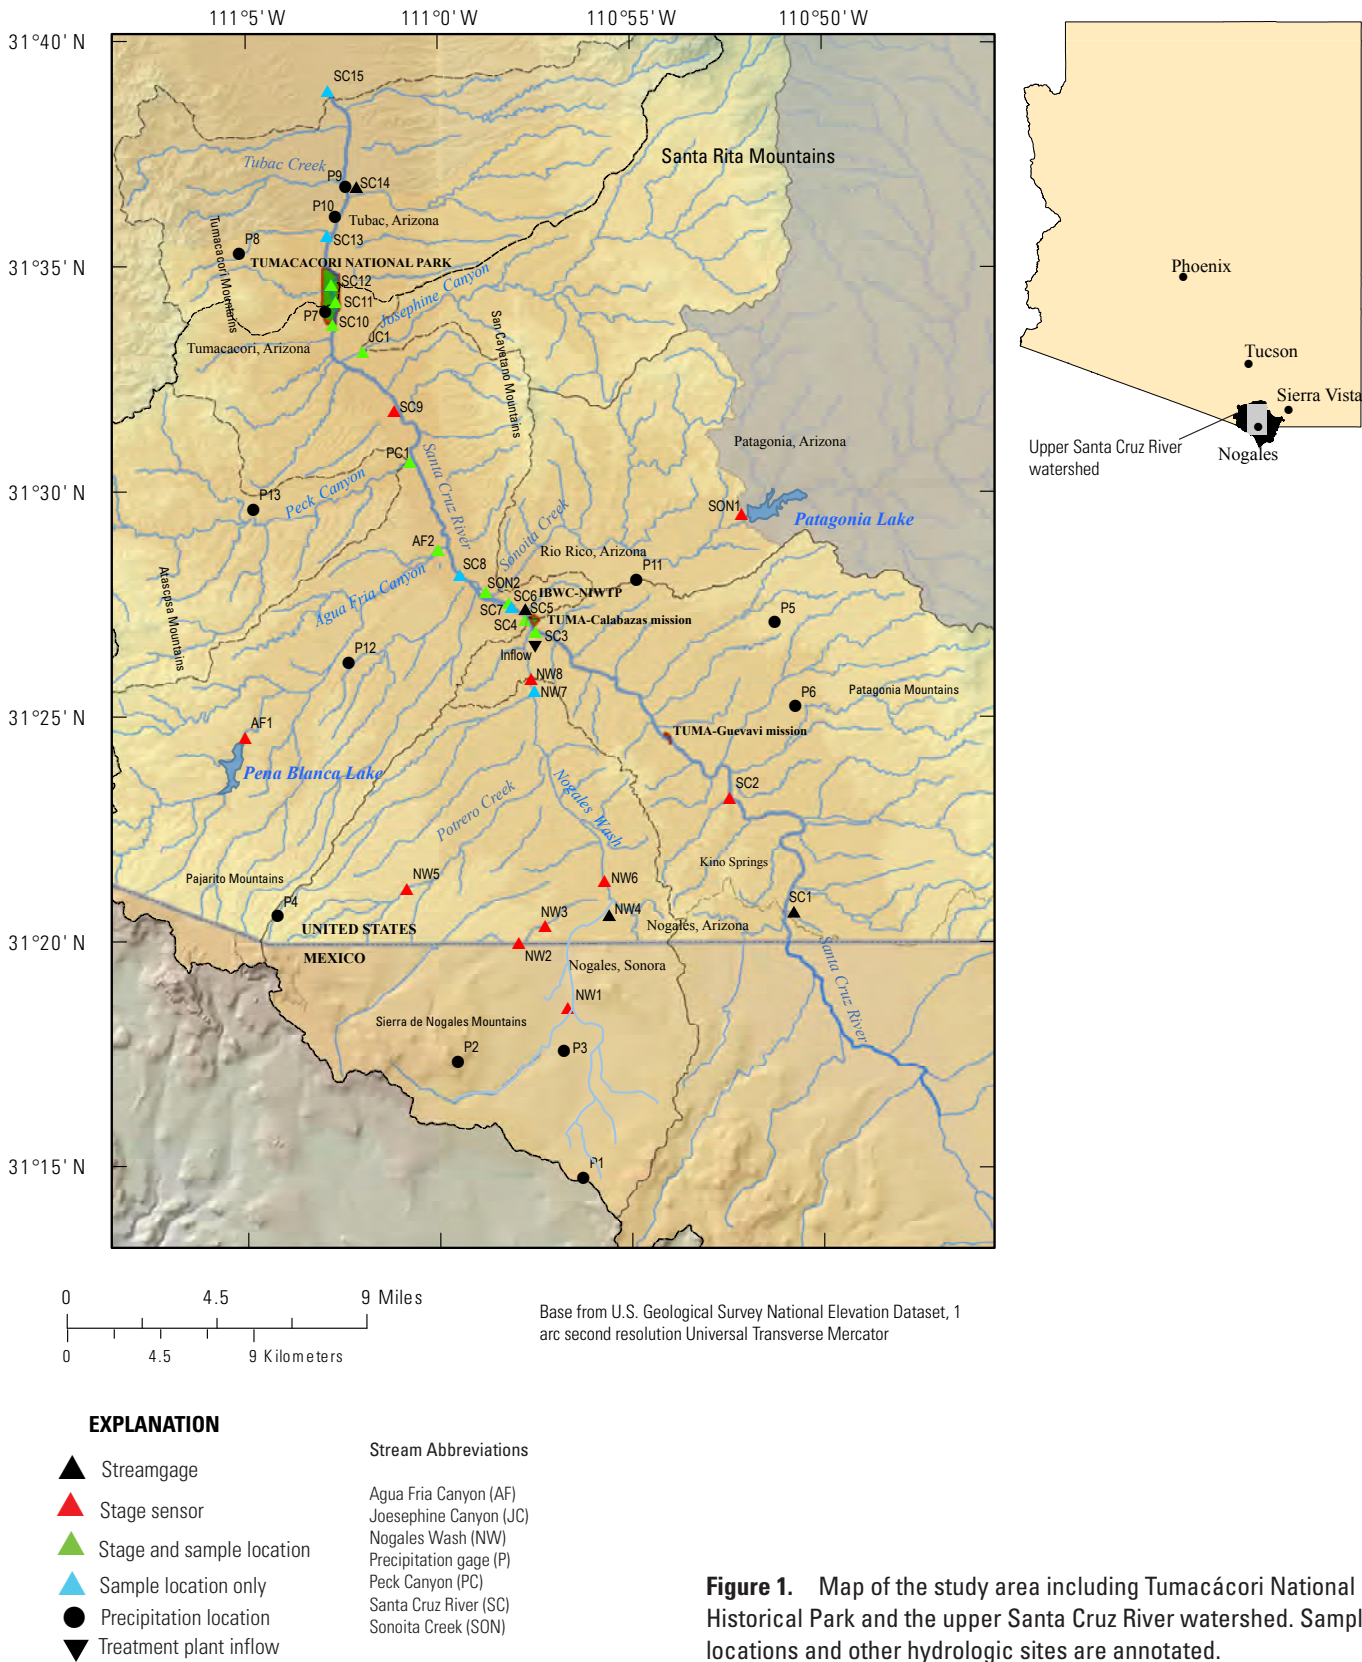 111°5'W
111°0'W
110°55'W
110°50'W
31°40' N
SC15
Santa Rita Mountains
Tubac Creek
P9
SC14
P10
Tubac, Arizona
Tumacacori Mountains
P8
SC13
TUMACACORI NATIONAL PARK
31°35' N
SC12
SC11
P7
SC10
Josephine Canyon
JC1
Tumacacori, Arizona
San Cayetano Mountains
SC9
Patagonia, Arizona
PC1
Santa Cruz River
31°30' N
P13
Peck Canyon
SON1
Patagonia Lake
Sonoita Creek
AF2
Rio Rico, Arizona
SC8
P11
Atascpsa Mountains
Agua Fria Canyon
SON2
SC6
IBWC-NIWTP
SC7
SC5
SC4
TUMA-Calabazas mission
P5
SC3
Inflow
P12
NW8
NW7
P6
Patagonia Mountains
31°25' N
AF1
TUMA-Guevavi mission
Pena Blanca Lake
SC2
Potrero Creek
Nogales Wash
Kino Springs
Pajarito Mountains
NW5
NW6
SC1
P4
NW3
NW4
UNITED STATES
Nogales, Arizona
31°20' N
MEXICO
NW2
Nogales, Sonora
Santa Cruz River
NW1
Sierra de Nogales Mountains
P2
P3
31°15' N
P1
Phoenix
Tucson
Sierra Vista
Upper Santa Cruz River
watershed
Nogales
0 4.5 9 Miles
0 4.5 9 Kilometers
Base from U.S. Geological Survey National Elevation Dataset, 1
arc second resolution Universal Transverse Mercator
EXPLANATION
Streamgage
Stage sensor
Stage and sample location
Sample location only
Precipitation location
Treatment plant inflow
Stream Abbreviations
Agua Fria Canyon (AF)
Joesephine Canyon (JC)
Nogales Wash (NW)
Precipitation gage (P)
Peck Canyon (PC)
Santa Cruz River (SC)
Sonoita Creek (SON)
Figure 1. Map of the study area including Tumacácori National
Historical Park and the upper Santa Cruz River watershed. Sampl
locations and other hydrologic sites are annotated.